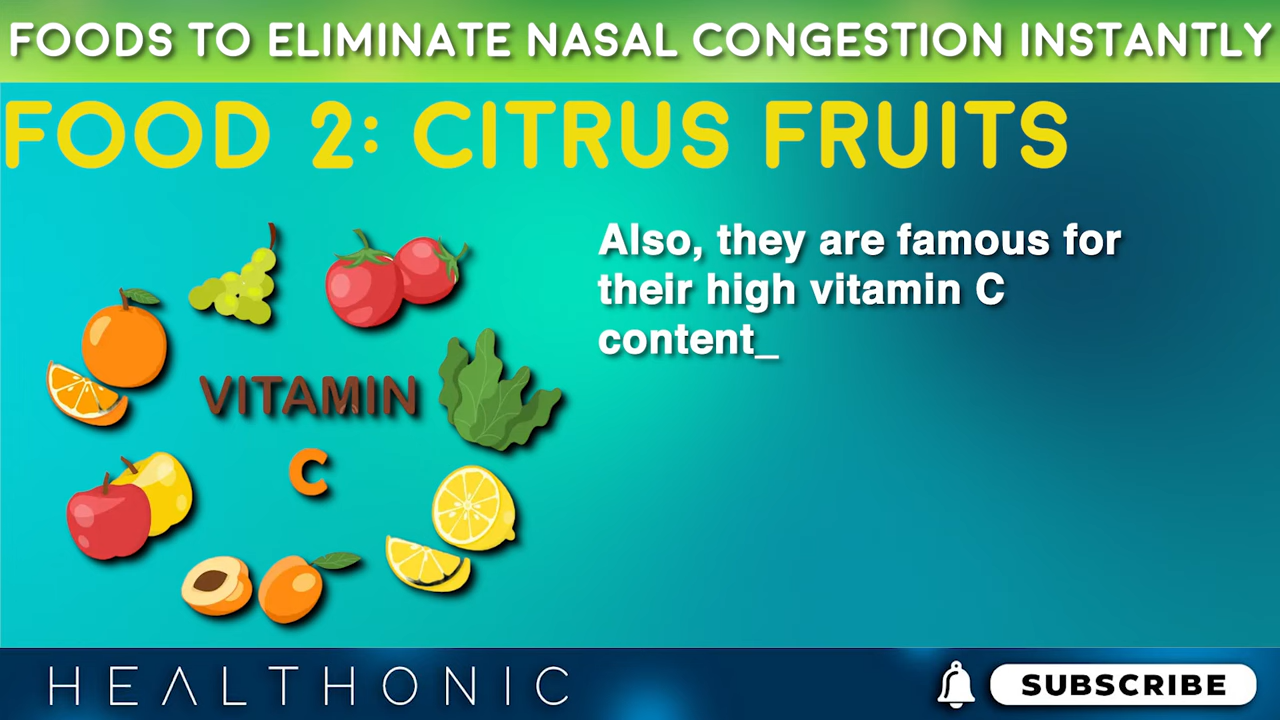 FOODS TO ELIMINATE NASAL CONGESTION INSTANTLY
FOOD 2: CITRUS FRUITS
Also, they are famous for
their high vitamin C
content_
VITAMIN
C
HEALTHONIC
SUBSCRIBE